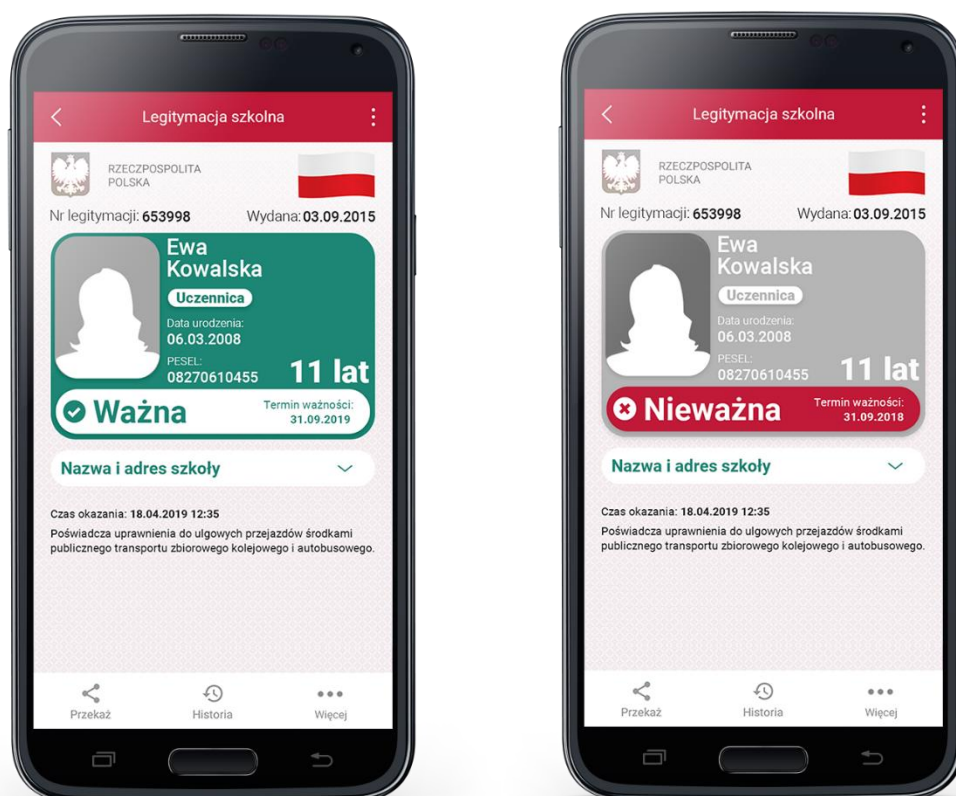 Legitymacja szkolna
RZECZPOSPOLITA
POLSKA
Nr legitymacji: 653998 Wydana: 03.09.2015
Ewa
Kowalska
Uczennica
Data urodzenia:
06.03.2008
PESEL:
08270610455
11 lat
Ważna
Termin ważności:
31.09.2019
Nazwa i adres szkoły
Czas okazania: 18.04.2019 12:35
Poświadcza uprawnienia do ulgowych przejazdów środkami
publicznego transportu zbiorowego kolejowego i autobusowego.
Przekaż Historia Więcej
Legitymacja szkolna
RZECZPOSPOLITA
POLSKA
Nr legitymacji: 653998 Wydana: 03.09.2015
Ewa
Kowalska
Uczennica
Data urodzenia:
06.03.2008
PESEL:
08270610455
11 lat
Nieważna
Termin ważności:
31.09.2018
Nazwa i adres szkoły
Czas okazania: 18.04.2019 12:35
Poświadcza uprawnienia do ulgowych przejazdów środkami
publicznego transportu zbiorowego kolejowego i autobusowego.
Przekaż Historia Więcej